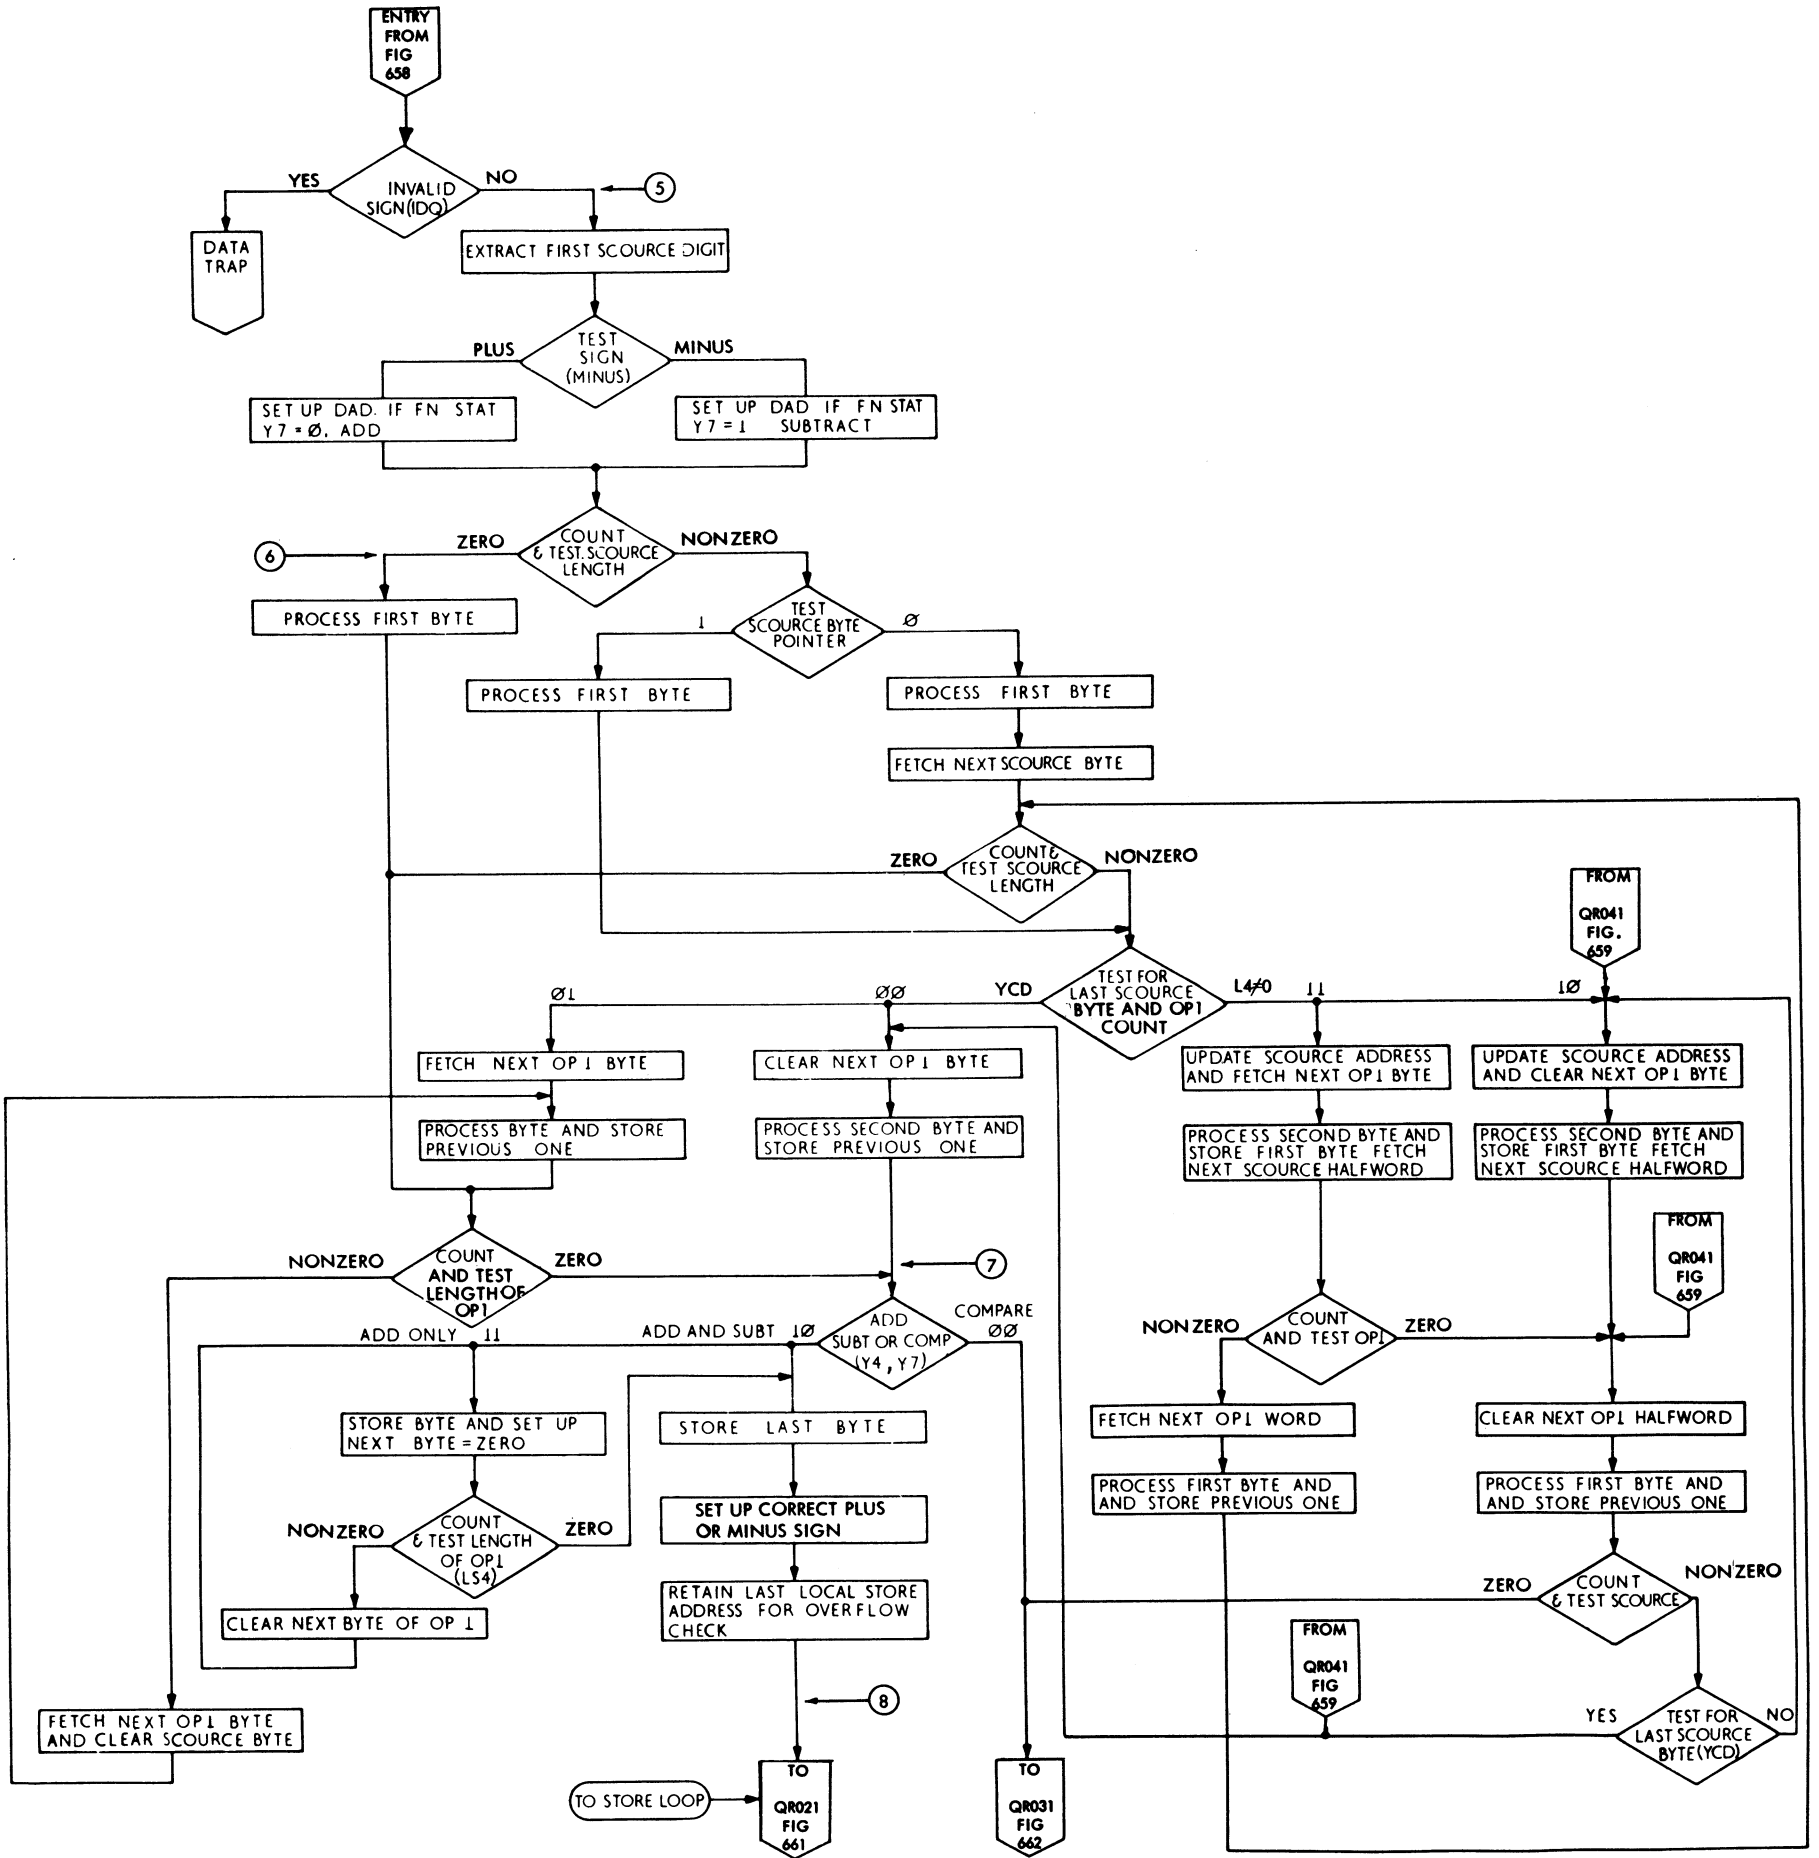 ENTRY
FROM
FIG
658
YES
INVALID
SIGN(IDQ)
NO
5
DATA
TRAP
EXTRACT FIRST SCOURCE DIGIT
PLUS
TEST
SIGN
(MINUS)
MINUS
SET UP DAD. IF FN STAT
Y7=Ø, ADD
SET UP DAD IF FN STAT
Y7=1 SUBTRACT
6
ZERO
COUNT
& TEST SCOURCE
LENGTH
NONZERO
PROCESS FIRST BYTE
1
TEST
SCOURCE BYTE
POINTER
Ø
PROCESS FIRST BYTE
PROCESS FIRST BYTE
FETCH NEXT SCOURCE BYTE
ZERO
COUNT &
TEST SCOURCE
LENGTH
NONZERO
FROM
QR041
FIG.
659
Ø1
ØØ
YCD
TEST FOR
LAST SCOURCE
BYTE AND OP1
COUNT
L4≠0
11
1Ø
FETCH NEXT OP1 BYTE
CLEAR NEXT OP1 BYTE
UPDATE SCOURCE ADDRESS
AND FETCH NEXT OP1 BYTE
UPDATE SCOURCE ADDRESS
AND CLEAR NEXT OP1 BYTE
PROCESS BYTE AND STORE
PREVIOUS ONE
PROCESS SECOND BYTE AND
STORE PREVIOUS ONE
PROCESS SECOND BYTE AND
STORE FIRST BYTE FETCH
NEXT SCOURCE HALFWORD
PROCESS SECOND BYTE AND
STORE FIRST BYTE FETCH
NEXT SCOURCE HALFWORD
NONZERO
COUNT
AND TEST
LENGTH OF
OP1
ZERO
7
FROM
QR041
FIG
659
ADD ONLY 11
ADD AND SUBT 1Ø
ADD
SUBT OR COMP
(Y4, Y7)
COMPARE
ØØ
NONZERO
COUNT
AND TEST OP1
ZERO
STORE BYTE AND SET UP
NEXT BYTE=ZERO
STORE LAST BYTE
FETCH NEXT OP1 WORD
CLEAR NEXT OP1 HALFWORD
PROCESS FIRST BYTE AND
AND STORE PREVIOUS ONE
PROCESS FIRST BYTE AND
AND STORE PREVIOUS ONE
NONZERO
COUNT
& TEST LENGTH
OF OP1
(LS4)
ZERO
SET UP CORRECT PLUS
OR MINUS SIGN
RETAIN LAST LOCAL STORE
ADDRESS FOR OVERFLOW
CHECK
ZERO
COUNT
& TEST SCOURCE
NONZERO
CLEAR NEXT BYTE OF OP 1
FROM
QR041
FIG
659
8
FETCH NEXT OP1 BYTE
AND CLEAR SCOURCE BYTE
YES
TEST FOR
LAST SCOURCE
BYTE(YCD)
NO
TO STORE LOOP
TO
QR021
FIG
661
TO
QR031
FIG
662